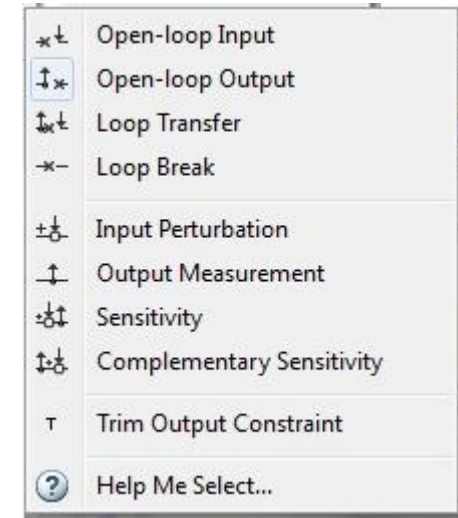 Open-loop Input
Open-loop Output
Loop Transfer
Loop Break
Input Perturbation
Output Measurement
Sensitivity
Complementary Sensitivity
T Trim Output Constraint
? Help Me Select...